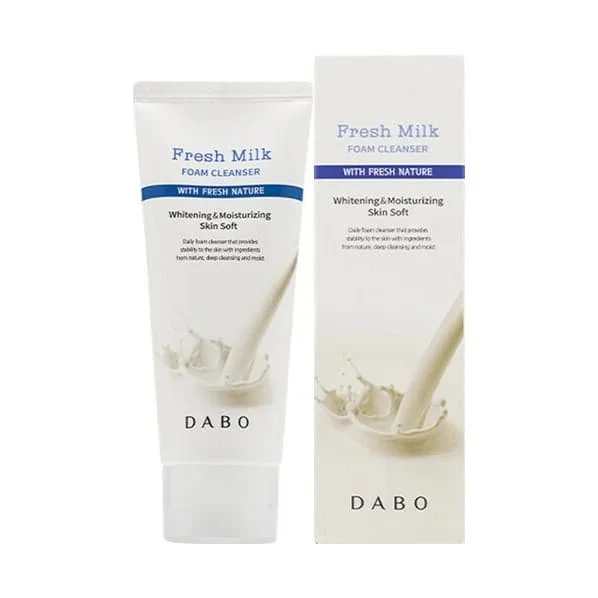 Fresh Milk
FOAM CLEANSER
WITH FRESH NATURE
Whitening&Moisturizing
Skin Soft
Daily foam cleanser that provides
stability to the skin with ingredients
from nature, deep cleansing and moist.
DABO
Fresh Milk
FOAM CLEANSER
WITH FRESH NATURE
Whitening&Moisturizing
Skin Soft
Daily foam cleanser that provides
stability to the skin with ingredients
from nature, deep cleansing and moist.
DABO